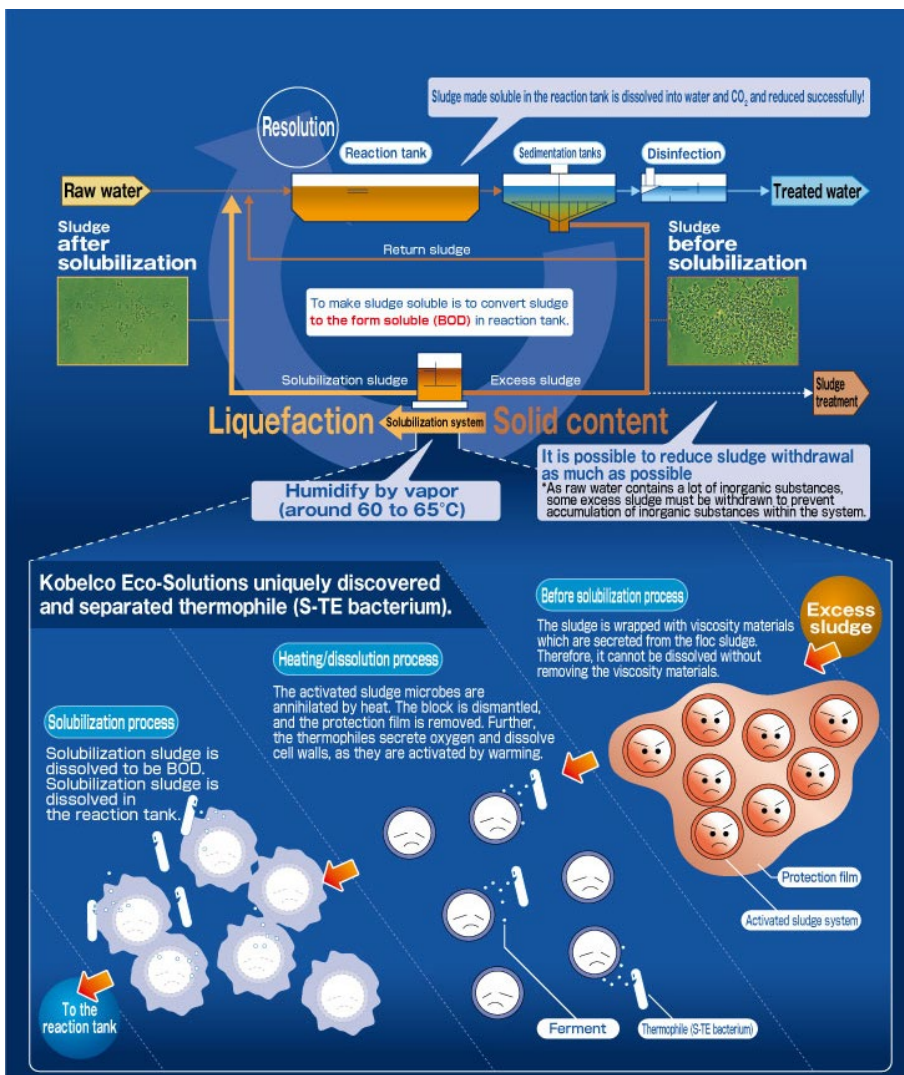 Sludge made soluble in the reaction tank is dissolved into water and CO₂ and reduced successfully!
Resolution
Reaction tank
Sedimentation tanks
Disinfection
Raw water
Treated water
Sludge
after
solubilization
Return sludge
Sludge
before
solubilization
To make sludge soluble is to convert sludge
to the form soluble (BOD) in reaction tank.
Solubilization sludge
Excess sludge
Sludge
treatment
Liquefaction
Solubilization system
Solid content
Humidify by vapor
(around 60 to 65°C)
It is possible to reduce sludge withdrawal
as much as possible
*As raw water contains a lot of inorganic substances,
some excess sludge must be withdrawn to prevent
accumulation of inorganic substances within the system.
Kobelco Eco-Solutions uniquely discovered
and separated thermophile (S-TE bacterium).
Before solubilization process
The sludge is wrapped with viscosity materials
which are secreted from the floc sludge.
Therefore, it cannot be dissolved without
removing the viscosity materials.
Excess
sludge
Heating/dissolution process
The activated sludge microbes are
annihilated by heat. The block is dismantled,
and the protection film is removed. Further,
the thermophiles secrete oxygen and dissolve
cell walls, as they are activated by warming.
Solubilization process
Solubilization sludge is
dissolved to be BOD.
Solubilization sludge is
dissolved in
the reaction tank.
Protection film
Activated sludge system
To the
reaction tank
Ferment
Thermophile (S-TE bacterium)